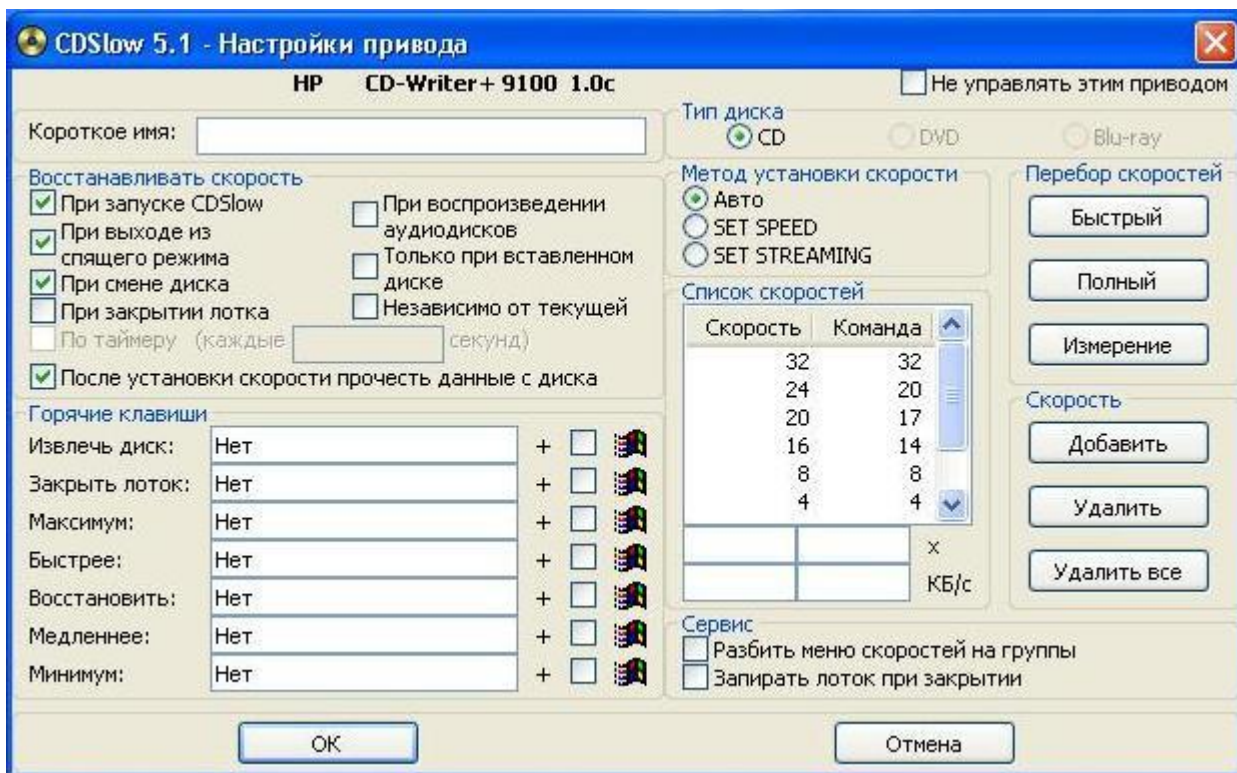 CDSlow 5.1 - Настройки привода
HP CD-Writer+ 9100 1.0c
Не управлять этим приводом
Короткое имя:
Тип диска
CD DVD Blu-ray
Восстанавливать скорость
При запуске CDSlow
При выходе из
спящего режима
При смене диска
При закрытии лотка
При воспроизведении
аудиодисков
Только при вставленном
диске
Независимо от текущей
По таймеру (каждые секунд)
После установки скорости прочесть данные с диска
Метод установки скорости
Авто
SET SPEED
SET STREAMING
Перебор скоростей
Быстрый
Полный
Измерение
Список скоростей
Скорость Команда
32 32
24 20
20 17
16 14
8 8
4 4
x
КБ/с
Скорость
Добавить
Удалить
Удалить все
Горячие клавиши
Извлечь диск: Нет +
Закрыть лоток: Нет +
Максимум: Нет +
Быстрее: Нет +
Восстановить: Нет +
Медленнее: Нет +
Минимум: Нет +
Сервис
Разбить меню скоростей на группы
Запирать лоток при закрытии
ОК Отмена